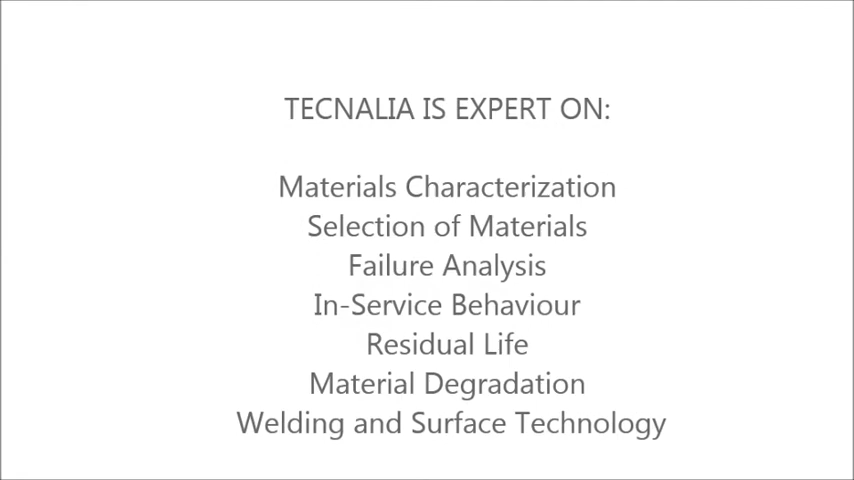 TECNALIA IS EXPERT ON:
Materials Characterization
Selection of Materials
Failure Analysis
In-Service Behaviour
Residual Life
Material Degradation
Welding and Surface Technology